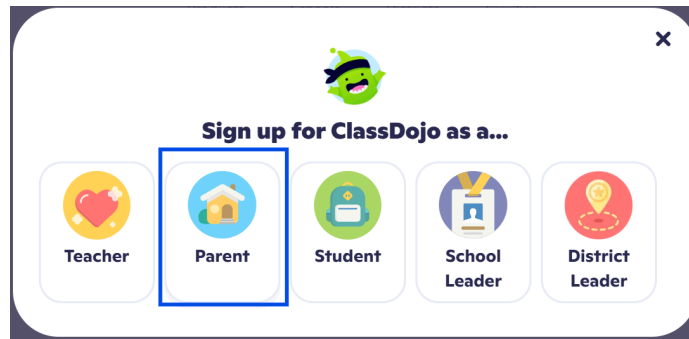 Sign up for ClassDojo as a...
Teacher
Parent
Student
School
Leader
District
Leader